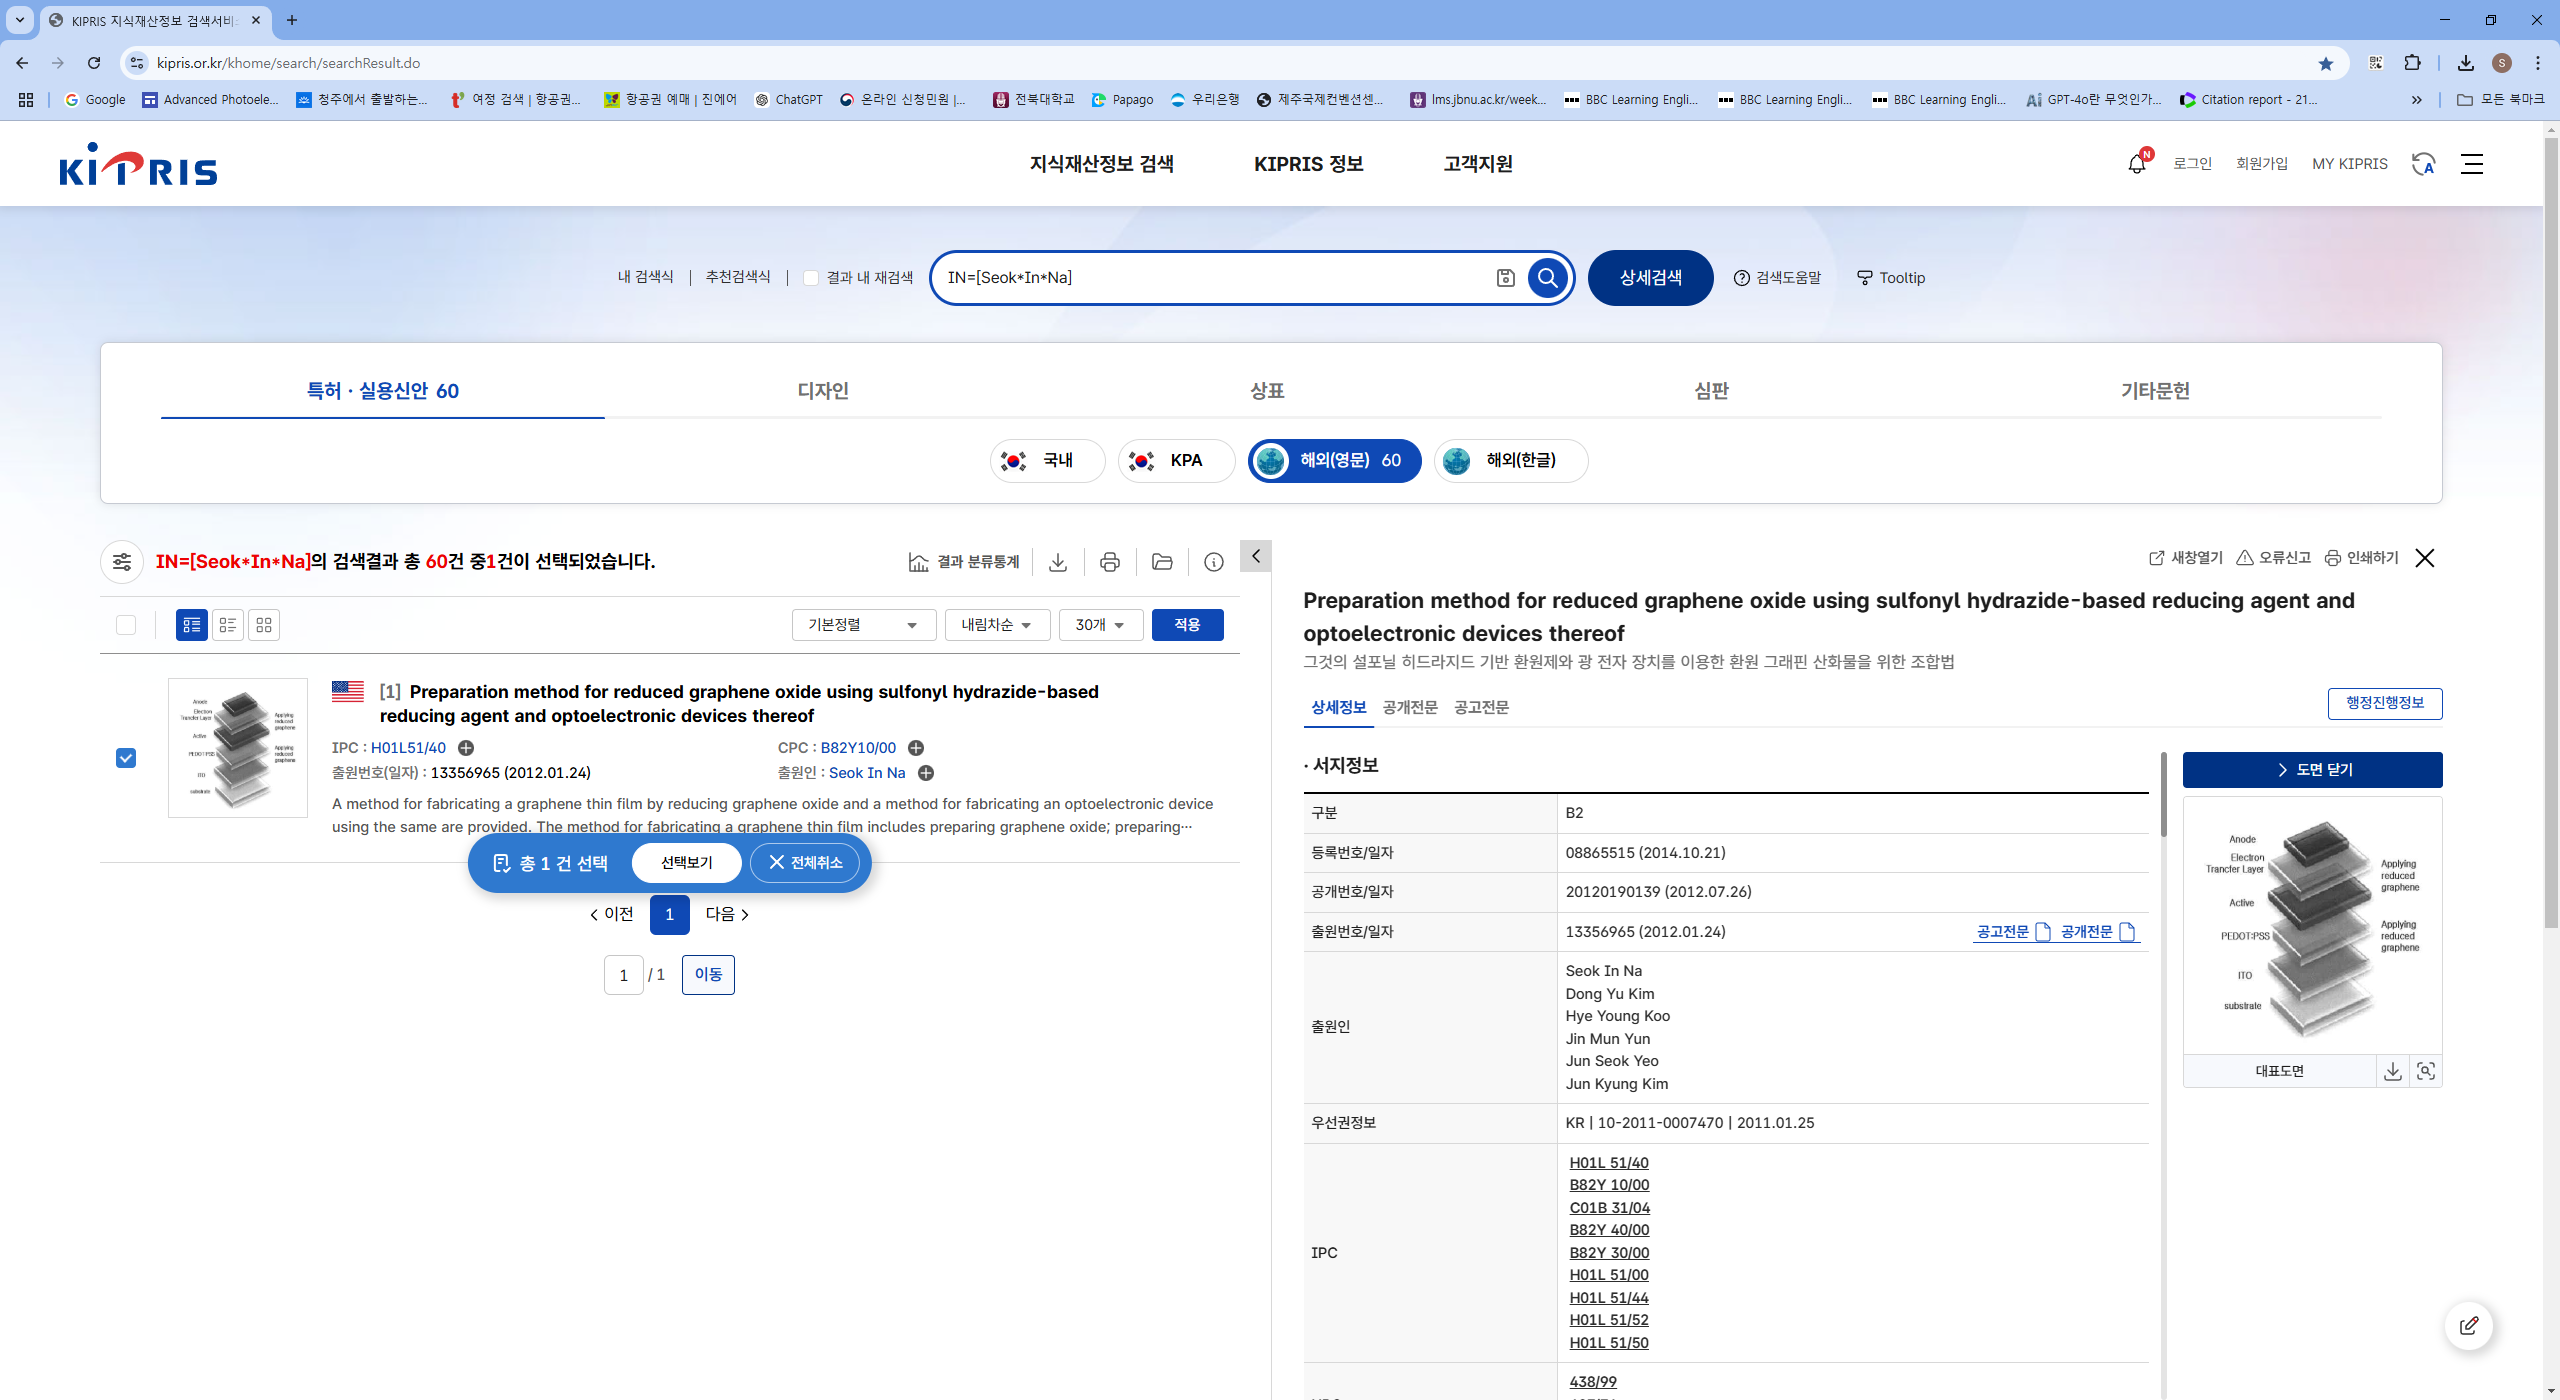 KIPRIS 지식재산정보 검색서비스
kipris.or.kr/khome/search/searchResult.do
S
Google
Advanced Photoele...
청주에서 출발하는...
여정 검색 | 항공권...
항공권 예매 | 진에어
ChatGPT
온라인 신청민원 |...
전북대학교
Papago
우리은행
제주국제컨벤션센...
lms.jbnu.ac.kr/week...
BBC Learning Engli...
BBC Learning Engli...
BBC Learning Engli...
GPT-4o란 무엇인가...
Citation report - 21...
모든 북마크
KIPRIS
지식재산정보 검색
KIPRIS 정보
고객지원
N
로그인
회원가입
MY KIPRIS
A
내 검색식
추천검색식
결과 내 재검색
IN=[Seok*In*Na]
상세검색
검색도움말
Tooltip
특허 · 실용신안 60
디자인
상표
심판
기타문헌
국내
KPA
해외(영문) 60
해외(한글)
IN=[Seok*In*Na]의 검색결과 총 60건 중1건이 선택되었습니다.
결과 분류통계
기본정렬
내림차순
30개
적용
Anode
Electron
Transfer Layer
Applying
reduced
graphene
Active
PEDOT:PSS
Applying
reduced
graphene
ITO
substrate
[1] Preparation method for reduced graphene oxide using sulfonyl hydrazide-based
reducing agent and optoelectronic devices thereof
IPC : H01L51/40
CPC : B82Y10/00
출원번호(일자) : 13356965 (2012.01.24)
출원인 : Seok In Na
A method for fabricating a graphene thin film by reducing graphene oxide and a method for fabricating an optoelectronic device
using the same are provided. The method for fabricating a graphene thin film includes preparing graphene oxide; preparing···
총 1 건 선택
선택보기
전체취소
이전
1
다음
1
/ 1
이동
새창열기
오류신고
인쇄하기
Preparation method for reduced graphene oxide using sulfonyl hydrazide-based reducing agent and
optoelectronic devices thereof
그것의 설포닐 히드라지드 기반 환원제와 광 전자 장치를 이용한 환원 그래핀 산화물을 위한 조합법
상세정보
공개전문
공고전문
행정진행정보
· 서지정보
구분
B2
등록번호/일자
08865515 (2014.10.21)
공개번호/일자
20120190139 (2012.07.26)
출원번호/일자
13356965 (2012.01.24)
공고전문
공개전문
출원인
Seok In Na
Dong Yu Kim
Hye Young Koo
Jin Mun Yun
Jun Seok Yeo
Jun Kyung Kim
우선권정보
KR | 10-2011-0007470 | 2011.01.25
IPC
H01L 51/40
B82Y 10/00
C01B 31/04
B82Y 40/00
B82Y 30/00
H01L 51/00
H01L 51/44
H01L 51/52
H01L 51/50
438/99
도면 닫기
Anode
Electron
Transfer Layer
Applying
reduced
graphene
Active
PEDOT:PSS
Applying
reduced
graphene
ITO
substrate
대표도면